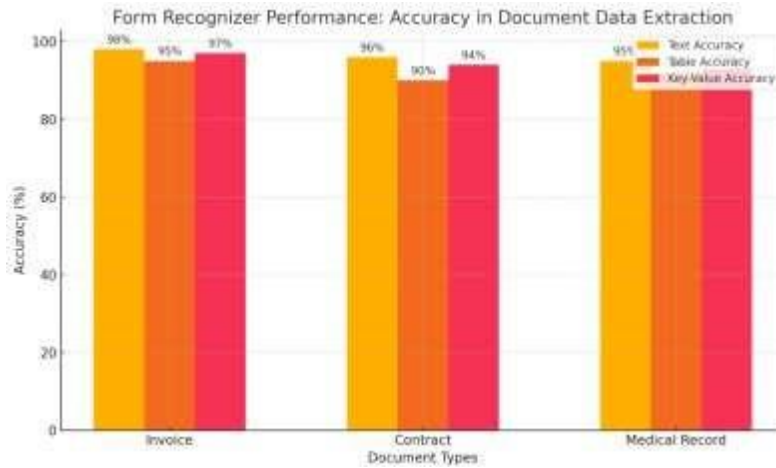 Form Recognizer Performance: Accuracy in Document Data Extraction
98% 95% 97% 96% 90% 94% 95%
Text Accuracy
Table Accuracy
Key-Value Accuracy
Accuracy (%)
100
80
60
40
20
0
Invoice Contract Medical Record
Document Types